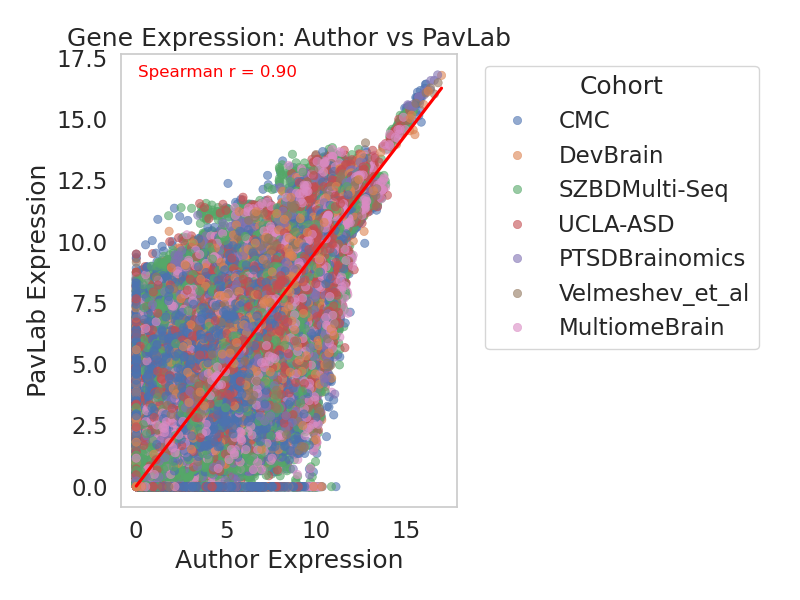 Gene Expression: Author vs PavLab
Spearman r = 0.90
17.5
15.0
12.5
10.0
7.5
5.0
2.5
0.0
PavLab Expression
0
5
10
15
Author Expression
Cohort
CMC
DevBrain
SZBDMulti-Seq
UCLA-ASD
PTSDBrainomics
Velmeshev_et_al
MultiomeBrain